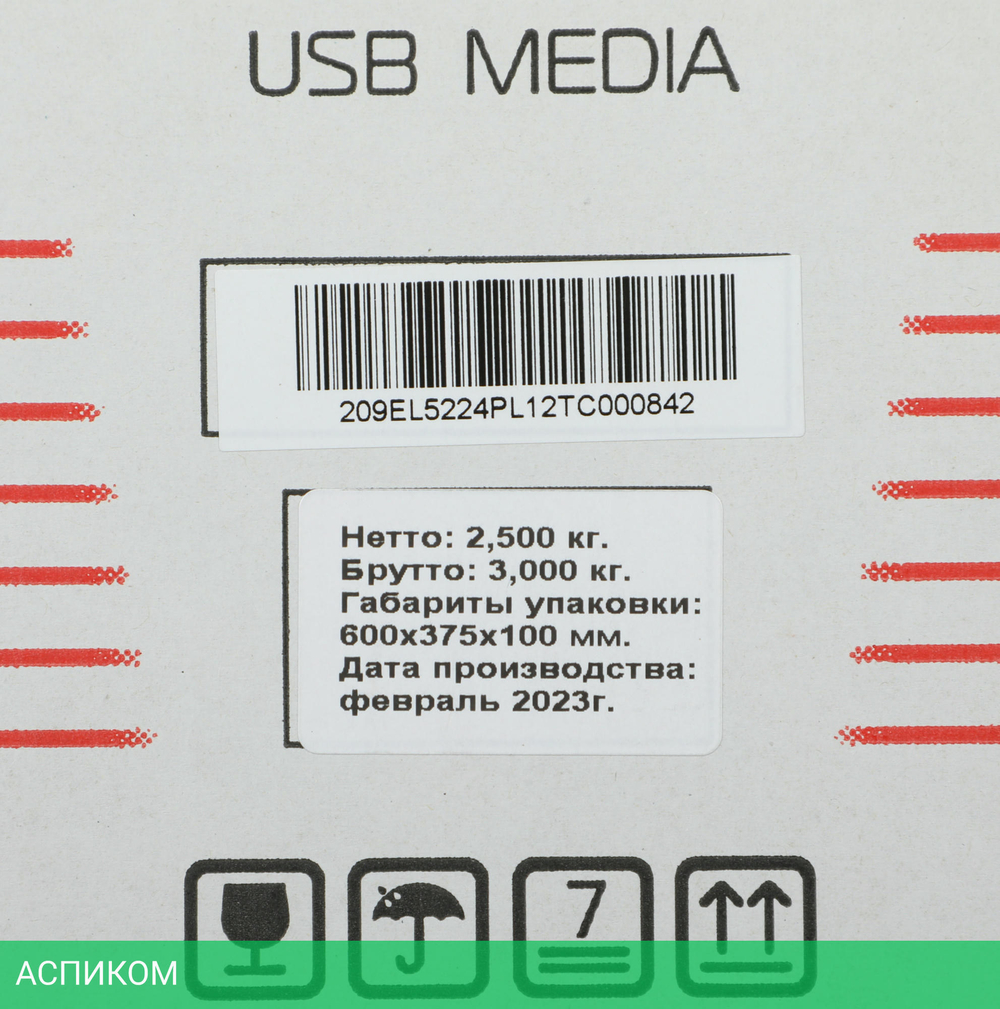 USB MEDIA
209EL5224PL12TC000842
Нетто: 2,500 кг.
Брутто: 3,000 кг.
Габариты упаковки:
600х375х100 мм.
Дата производства:
февраль 2023г.
7
АСПИКОМ